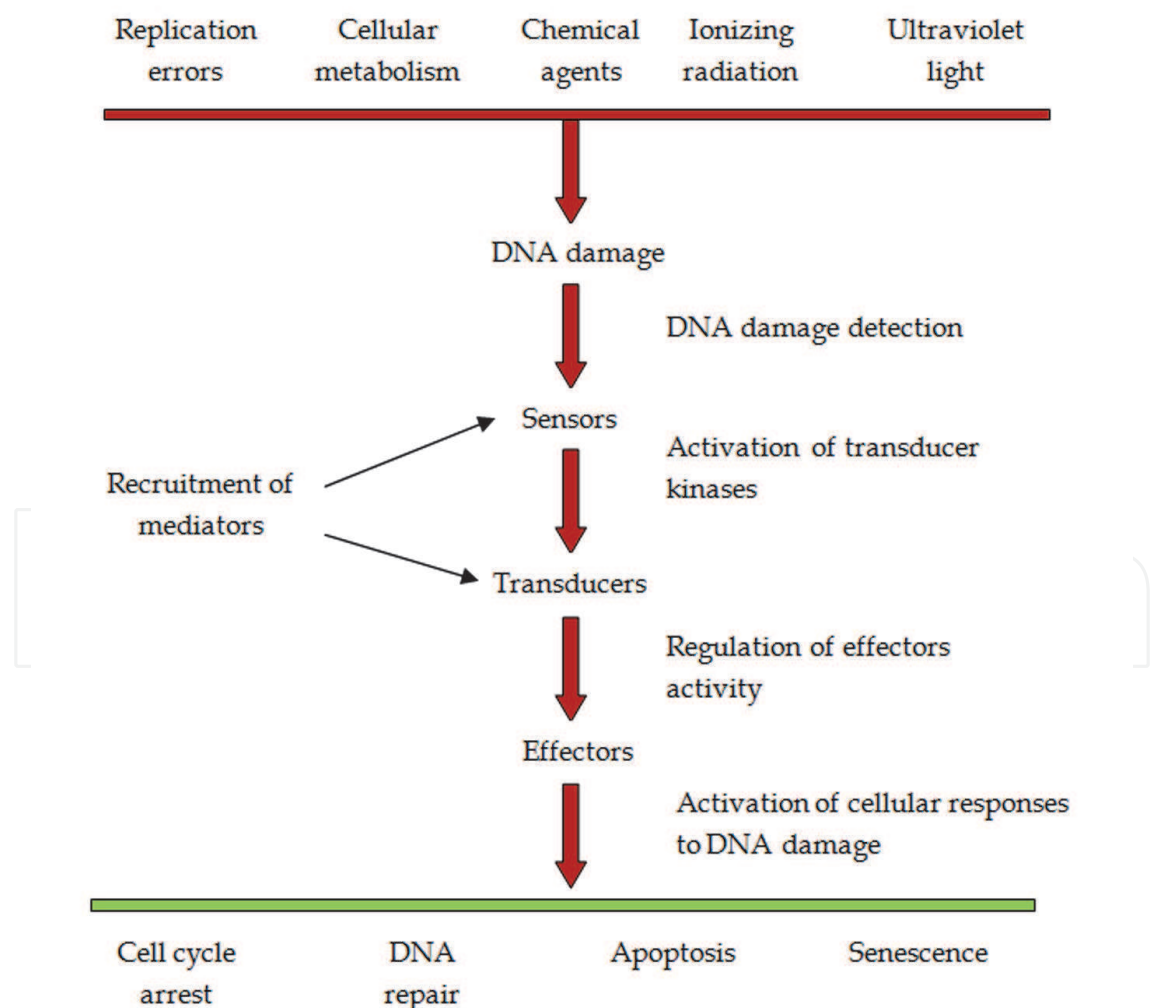 Replication
errors
Cellular
metabolism
Chemical
agents
Ionizing
radiation
Ultraviolet
light
DNA damage
DNA damage detection
Sensors
Activation of transducer
kinases
Recruitment of
mediators
Transducers
Regulation of effectors
activity
Effectors
Activation of cellular responses
to DNA damage
Cell cycle
arrest
DNA
repair
Apoptosis
Senescence